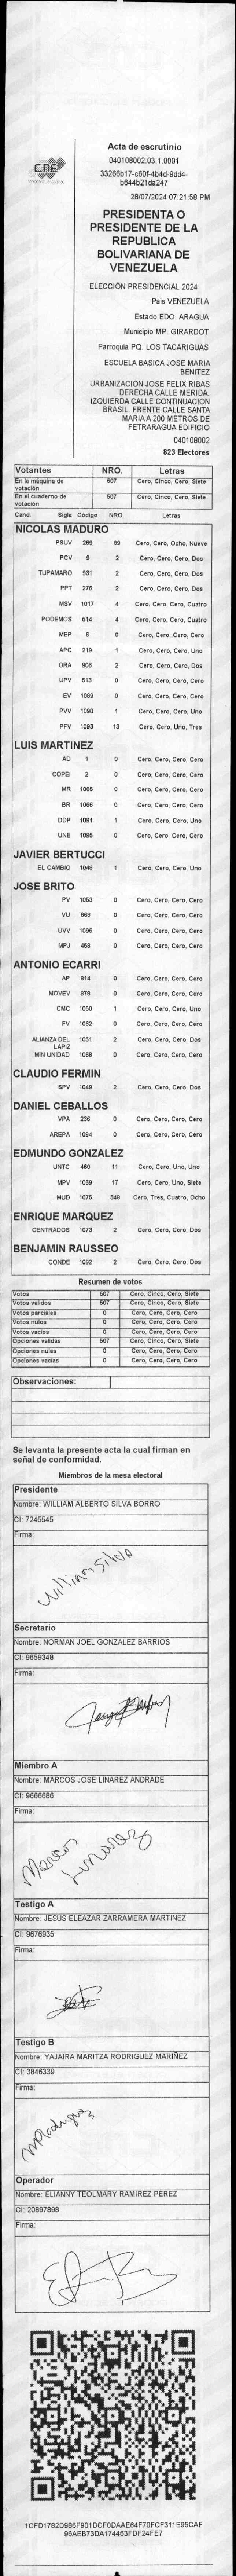 CNE
Acta de escrutinio
040108002.03.1.0001
33266b17-c60f-4b4d-9dd4-
b644b21da247
28/07/2024 07:21:58 PM
PRESIDENTA O
PRESIDENTE DE LA
REPUBLICA
BOLIVARIANA DE
VENEZUELA
ELECCIÓN PRESIDENCIAL 2024
País VENEZUELA
Estado EDO. ARAGUA
Municipio MP. GIRARDOT
Parroquia PQ. LOS TACARIGUAS
ESCUELA BASICA JOSE MARIA
BENITEZ
URBANIZACION JOSE FELIX RIBAS
DERECHA CALLE MERIDA.
IZQUIERDA CALLE CONTINUACION
BRASIL. FRENTE CALLE SANTA
MARIA A 200 METROS DE
FETRARAGUA EDIFICIO
040108002
823 Electores
Votantes NRO. Letras
En la máquina de votación 507 Cero, Cinco, Cero, Siete
En el cuaderno de votación 507 Cero, Cinco, Cero, Siete
Cand. Sigla Código NRO. Letras
NICOLAS MADURO
PSUV 269 89 Cero, Cero, Ocho, Nueve
PCV 2 Cero, Cero, Cero, Dos
TUPAMARO 931 2 Cero, Cero, Cero, Dos
PPT 276 2 Cero, Cero, Cero, Dos
MSV 1017 4 Cero, Cero, Cero, Cuatro
PODEMOS 614 4 Cero, Cero, Cero, Cuatro
MEP 6 0 Cero, Cero, Cero, Cero
APC 219 1 Cero, Cero, Cero, Uno
ORA 906 2 Cero, Cero, Cero, Dos
UPV 513 0 Cero, Cero, Cero, Cero
EV 1089 0 Cero, Cero, Cero, Cero
PVV 1090 1 Cero, Cero, Cero, Uno
PFV 1093 13 Cero, Cero, Uno, Tres
LUIS MARTINEZ
AD 1 0 Cero, Cero, Cero, Cero
COPEI 2 0 Cero, Cero, Cero, Cero
MR 1065 0 Cero, Cero, Cero, Cero
BR 1066 0 Cero, Cero, Cero, Cero
DDP 1091 1 Cero, Cero, Cero, Uno
UNE 1095 0 Cero, Cero, Cero, Cero
JAVIER BERTUCCI
EL CAMBIO 1048 1 Cero, Cero, Cero, Uno
JOSE BRITO
PV 1053 0 Cero, Cero, Cero, Cero
VU 868 0 Cero, Cero, Cero, Cero
UVV 1096 0 Cero, Cero, Cero, Cero
MPJ 458 0 Cero, Cero, Cero, Cero
ANTONIO ECARRI
AP 914 0 Cero, Cero, Cero, Cero
MOVEV 879 0 Cero, Cero, Cero, Cero
CMC 1050 1 Cero, Cero, Cero, Uno
FV 1062 0 Cero, Cero, Cero, Cero
ALIANZA DEL LAPIZ 1051 2 Cero, Cero, Cero, Dos
MIN UNIDAD 1068 0 Cero, Cero, Cero, Cero
CLAUDIO FERMIN
SPV 1049 2 Cero, Cero, Cero, Dos
DANIEL CEBALLOS
VPA 236 0 Cero, Cero, Cero, Cero
AREPA 1094 0 Cero, Cero, Cero, Cero
EDMUNDO GONZALEZ
UNTC 460 11 Cero, Cero, Uno, Uno
MPV 1069 17 Cero, Cero, Uno, Siete
MUD 1075 348 Cero, Tres, Cuatro, Ocho
ENRIQUE MARQUEZ
CENTRADOS 1073 2 Cero, Cero, Cero, Dos
BENJAMIN RAUSSEO
CONDE 1092 2 Cero, Cero, Cero, Dos
Resumen de votos
Votos 507 Cero, Cinco, Cero, Siete
Votos validos 507 Cero, Cinco, Cero, Siete
Votos parciales 0 Cero, Cero, Cero, Cero
Votos nulos 0 Cero, Cero, Cero, Cero
Votos vacios 0 Cero, Cero, Cero, Cero
Opciones validas 507 Cero, Cinco, Cero, Siete
Opciones nulas 0 Cero, Cero, Cero, Cero
Opciones vacias 0 Cero, Cero, Cero, Cero
Observaciones:
Se levanta la presente acta la cual firman en
señal de conformidad.
Miembros de la mesa electoral
Presidente
Nombre: WILLIAM ALBERTO SILVA BORRO
CI: 7245545
Firma:
William Silva
Secretario
Nombre: NORMAN JOEL GONZALEZ BARRIOS
CI: 9659348
Firma:
Miembro A
Nombre: MARCOS JOSE LINAREZ ANDRADE
CI: 9666686
Firma:
Marcos
Linarez
Testigo A
Nombre: JESUS ELEAZAR ZARRAMERA MARTINEZ
CI: 9676935
Firma:
Testigo B
Nombre: YAJAIRA MARITZA RODRIGUEZ MARIÑEZ
CI: 3846339
Firma:
MRodriguez
Operador
Nombre: ELIANNY TEOLMARY RAMIREZ PEREZ
CI: 20897898
Firma:
1CFD1782D986F901DCF0DAAE64F70FCF311E95CAF
96AEB73DA174463FDF24FE7